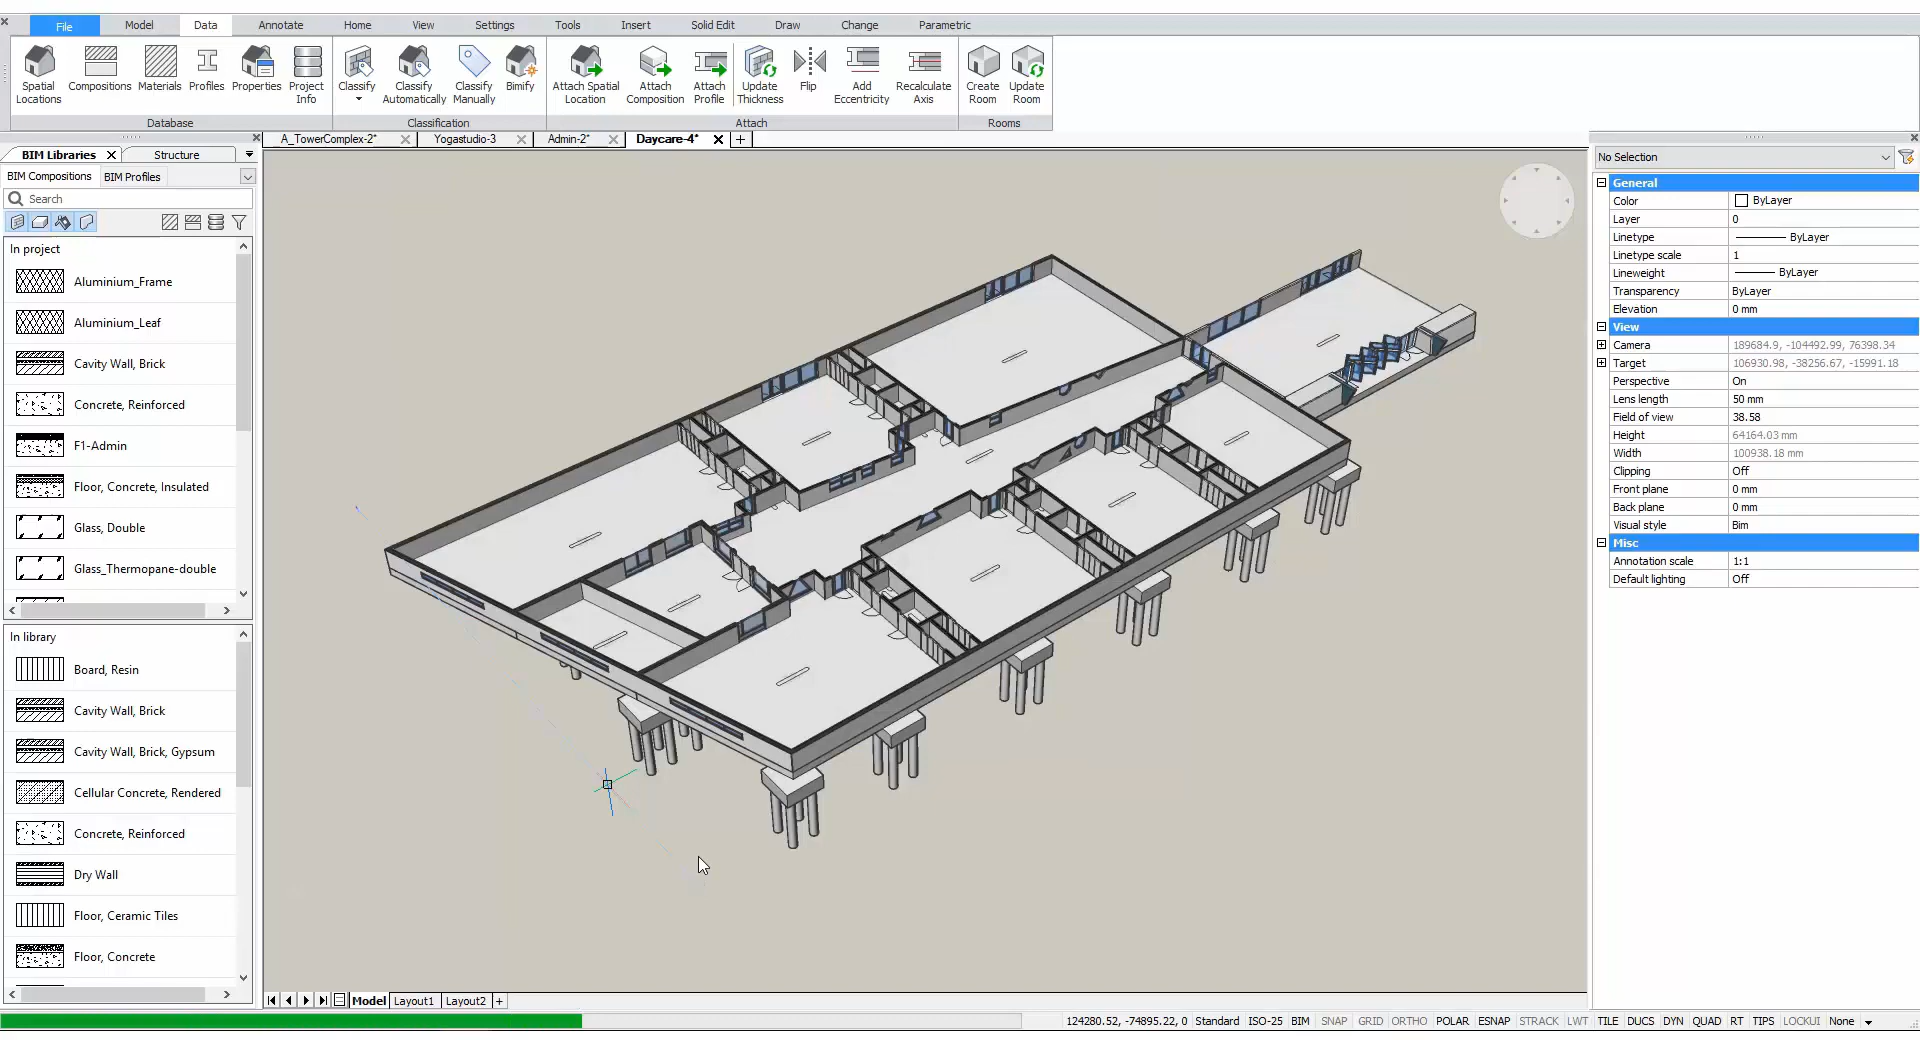 File Model Data Annotate Home View Settings Tools Insert Solid Edit Draw Change Parametric
Spatial Locations Compositions Materials Profiles Properties Project Info
Database
Classify Classify Automatically Classify Manually Bimify
Classification
Attach Spatial Location Attach Composition Attach Profile Update Thickness Flip Add Eccentricity Recalculate Axis
Attach
Create Room Update Room
Rooms
A_TowerComplex-2* Yogastudio-3 Admin-2* Daycare-4*
BIM Libraries Structure
BIM Compositions BIM Profiles
Search
In project
Aluminium_Frame
Aluminium_Leaf
Cavity Wall, Brick
Concrete, Reinforced
F1-Admin
Floor, Concrete, Insulated
Glass, Double
Glass_Thermopane-double
In library
Board, Resin
Cavity Wall, Brick
Cavity Wall, Brick, Gypsum
Cellular Concrete, Rendered
Concrete, Reinforced
Dry Wall
Floor, Ceramic Tiles
Floor, Concrete
Model Layout1 Layout2 +
No Selection
General
Color ByLayer
Layer 0
Linetype ByLayer
Linetype scale 1
Lineweight ByLayer
Transparency ByLayer
Elevation 0 mm
View
Camera 189684.9, -104492.99, 76398.34
Target 106930.98, -38256.67, -15991.18
Perspective On
Lens length 50 mm
Field of view 38.58
Height 64164.03 mm
Width 100938.18 mm
Clipping Off
Front plane 0 mm
Back plane 0 mm
Visual style Bim
Misc
Annotation scale 1:1
Default lighting Off
124280.52, -74895.22, 0 Standard ISO-25 BIM SNAP GRID ORTHO POLAR ESNAP STRACK LWT TILE DUCS DYN QUAD RT TIPS LOCKUI None